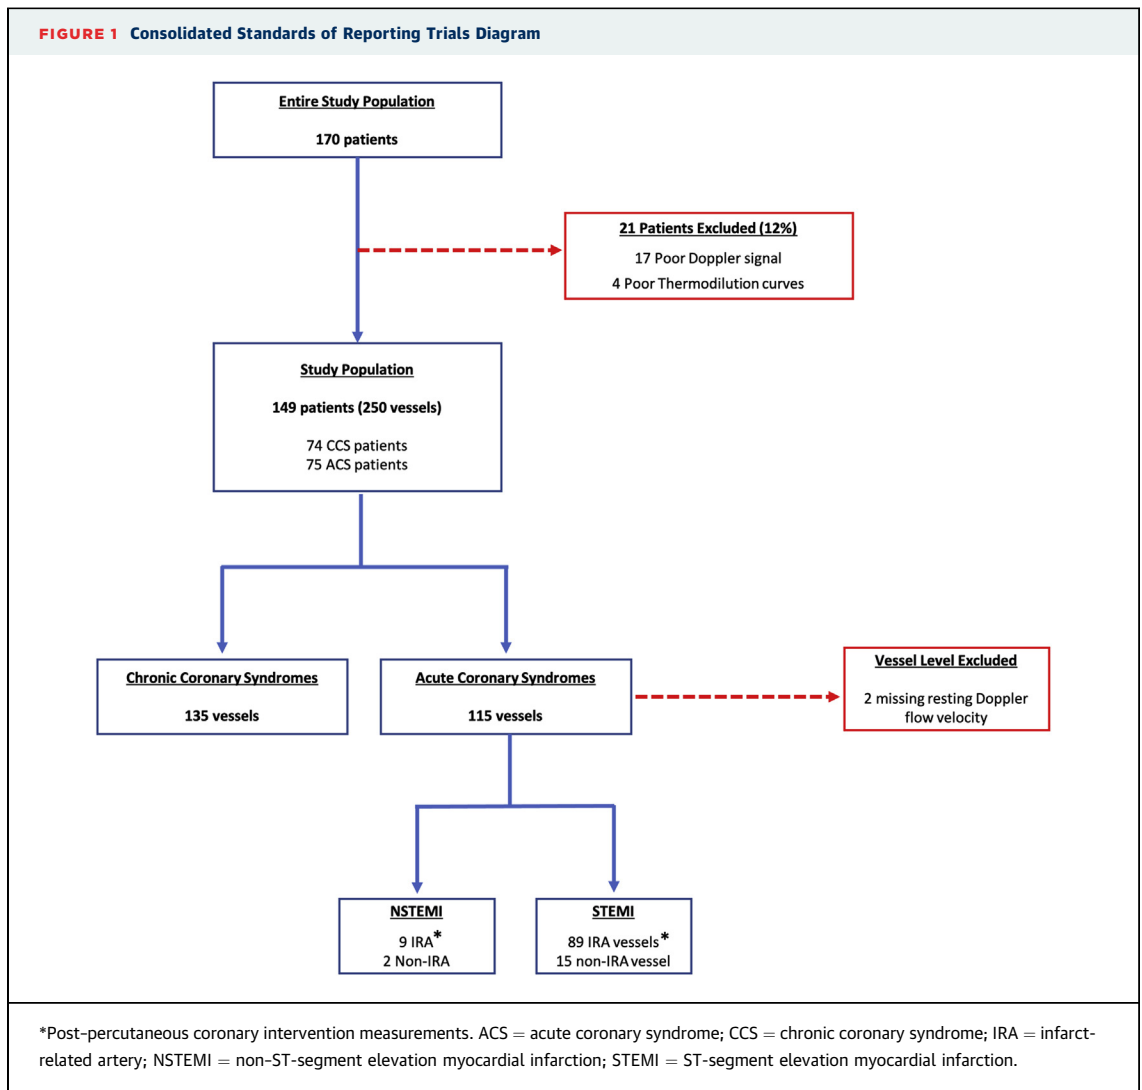 FIGURE 1 Consolidated Standards of Reporting Trials Diagram
Entire Study Population
170 patients
21 Patients Excluded (12%)
17 Poor Doppler signal
4 Poor Thermodilution curves
Study Population
149 patients (250 vessels)
74 CCS patients
75 ACS patients
Chronic Coronary Syndromes
135 vessels
Acute Coronary Syndromes
115 vessels
Vessel Level Excluded
2 missing resting Doppler
flow velocity
NSTEMI
9 IRA*
2 Non-IRA
STEMI
89 IRA vessels*
15 non-IRA vessel
*Post-percutaneous coronary intervention measurements. ACS = acute coronary syndrome; CCS = chronic coronary syndrome; IRA = infarct-
related artery; NSTEMI = non-ST-segment elevation myocardial infarction; STEMI = ST-segment elevation myocardial infarction.